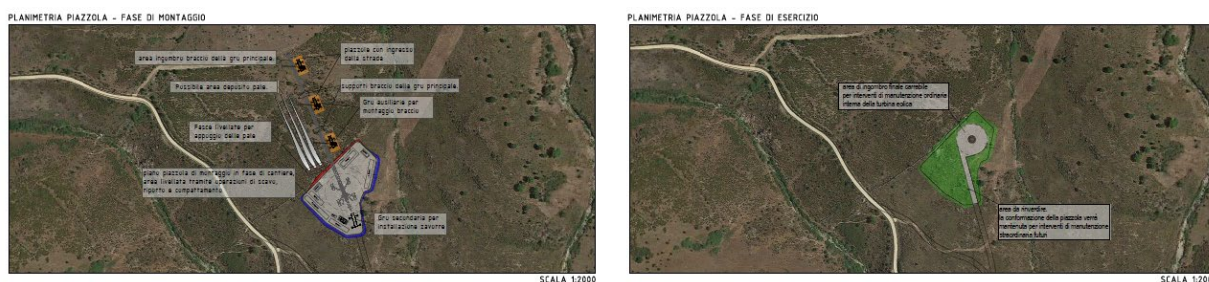 PLANIMETRIA PIAZZOLA - FASE DI MONTAGGIO
area ingombro braccio della gru principale
piazzole con ingresso
dalla strada
Possibile area deposito pale
supporti braccio della gru principale
Gru ausiliaria per
montaggio braccio
Fasce livellate per
appoggio delle pale
piano piazzola di montaggio in fase di cantiere,
area livellata tramite operazioni di scavo,
riporto e compattamento
Gru secondaria per
installazione zavorre
SCALA 1:2000
PLANIMETRIA PIAZZOLA - FASE DI ESERCIZIO
area di ingombro finale carrabile
per interventi di manutenzione ordinaria
interna della turbina eolica
area da rinverdire:
la conformazione della piazzola verrà
mantenuta per interventi di manutenzione
straordinaria futuri
SCALA 1:200